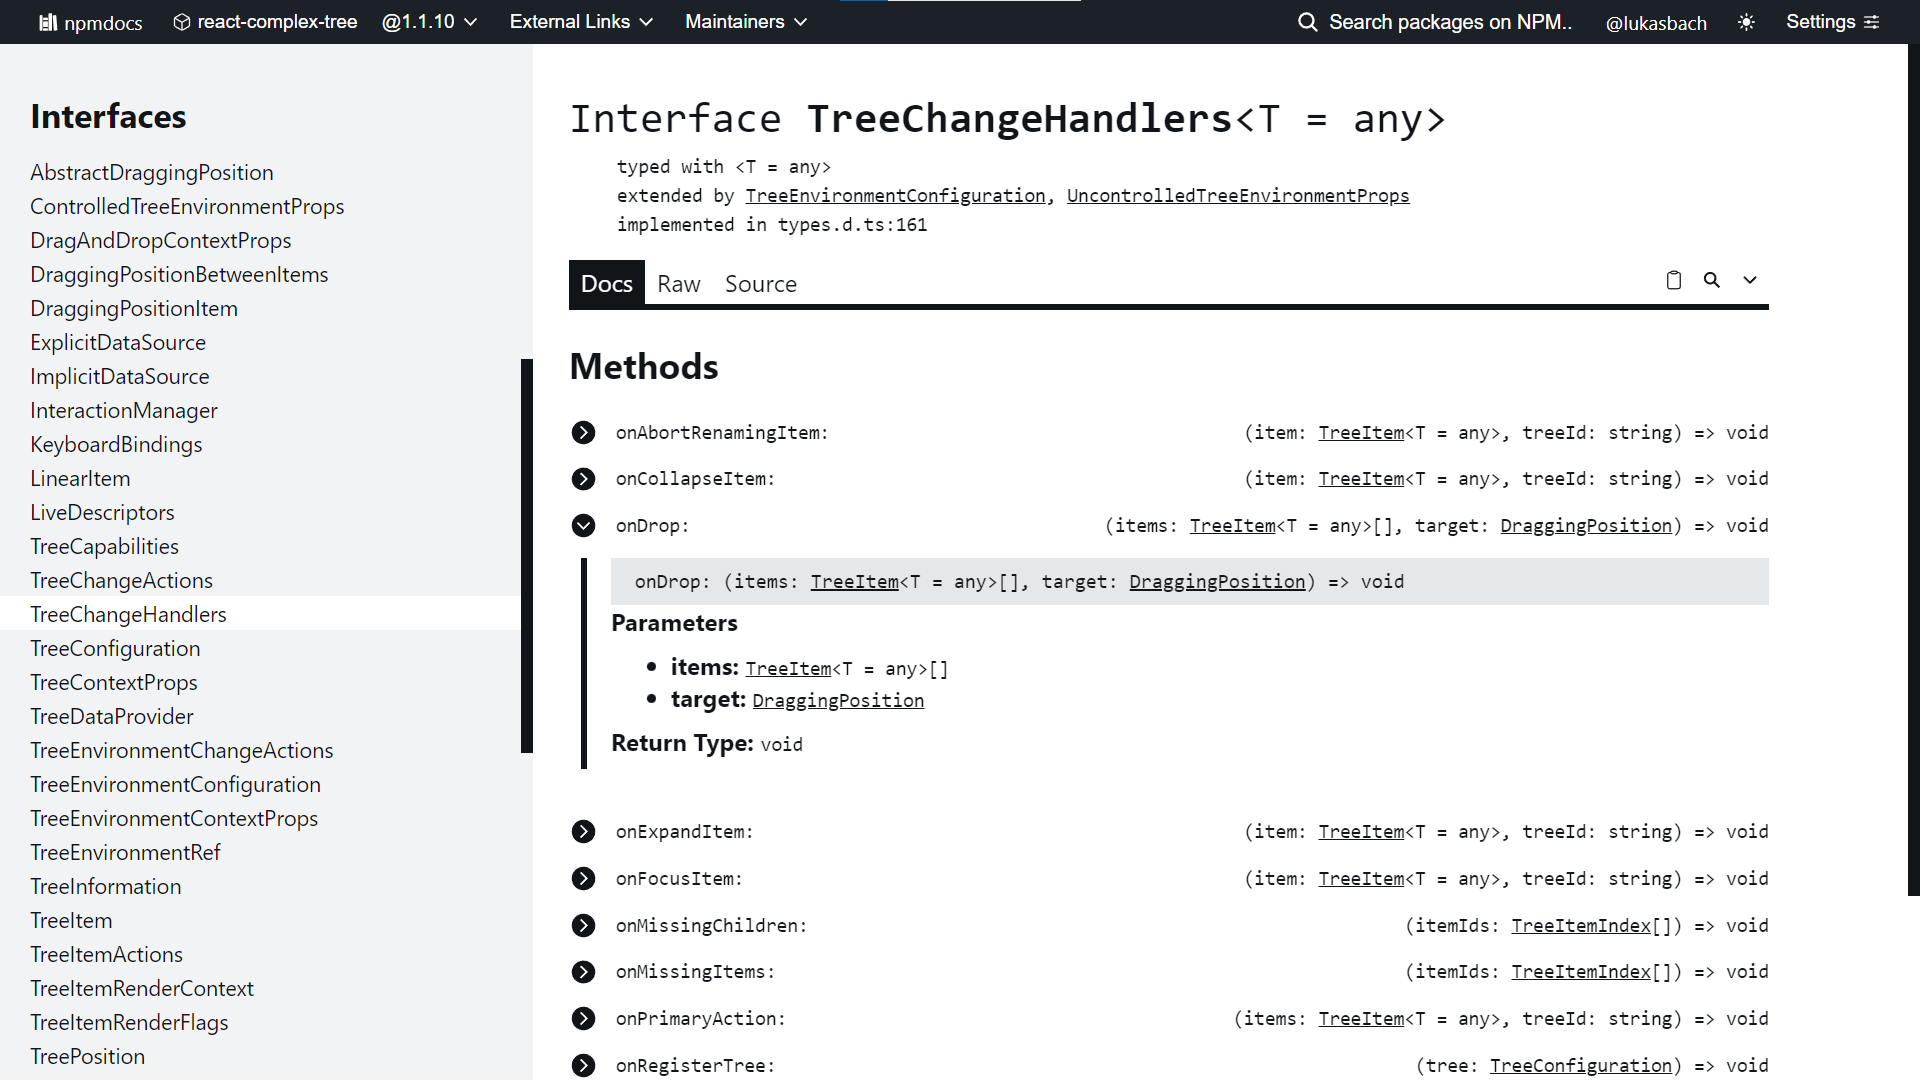 npmdocs react-complex-tree @1.1.10 External Links Maintainers Search packages on NPM.. @lukasbach Settings
Interfaces
AbstractDraggingPosition
ControlledTreeEnvironmentProps
DragAndDropContextProps
DraggingPositionBetweenItems
DraggingPositionItem
ExplicitDataSource
ImplicitDataSource
InteractionManager
KeyboardBindings
LinearItem
LiveDescriptors
TreeCapabilities
TreeChangeActions
TreeChangeHandlers
TreeConfiguration
TreeContextProps
TreeDataProvider
TreeEnvironmentChangeActions
TreeEnvironmentConfiguration
TreeEnvironmentContextProps
TreeEnvironmentRef
TreeInformation
TreeItem
TreeItemActions
TreeItemRenderContext
TreeItemRenderFlags
TreePosition
Interface TreeChangeHandlers<T = any>
typed with <T = any>
extended by TreeEnvironmentConfiguration, UncontrolledTreeEnvironmentProps
implemented in types.d.ts:161
Docs Raw Source
Methods
onAbortRenamingItem: (item: TreeItem<T = any>, treeId: string) => void
onCollapseItem: (item: TreeItem<T = any>, treeId: string) => void
onDrop: (items: TreeItem<T = any>[], target: DraggingPosition) => void
onDrop: (items: TreeItem<T = any>[], target: DraggingPosition) => void
Parameters
• items: TreeItem<T = any>[]
• target: DraggingPosition
Return Type: void
onExpandItem: (item: TreeItem<T = any>, treeId: string) => void
onFocusItem: (item: TreeItem<T = any>, treeId: string) => void
onMissingChildren: (itemIds: TreeItemIndex[]) => void
onMissingItems: (itemIds: TreeItemIndex[]) => void
onPrimaryAction: (items: TreeItem<T = any>, treeId: string) => void
onRegisterTree: (tree: TreeConfiguration) => void